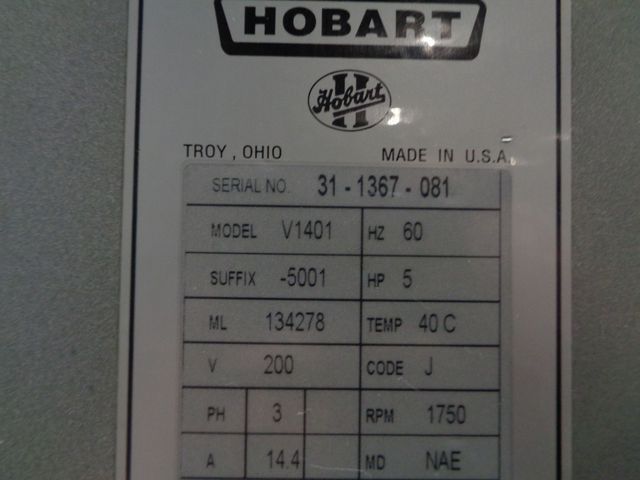 HOBART
Hobart
H
TROY, OHIO MADE IN U.S.A.
SERIAL NO. 31 - 1367 - 081
MODEL V1401 HZ 60
SUFFIX -5001 HP 5
ML 134278 TEMP 40 C
V 200 CODE J
PH 3 RPM 1750
A 14.4 MD NAE